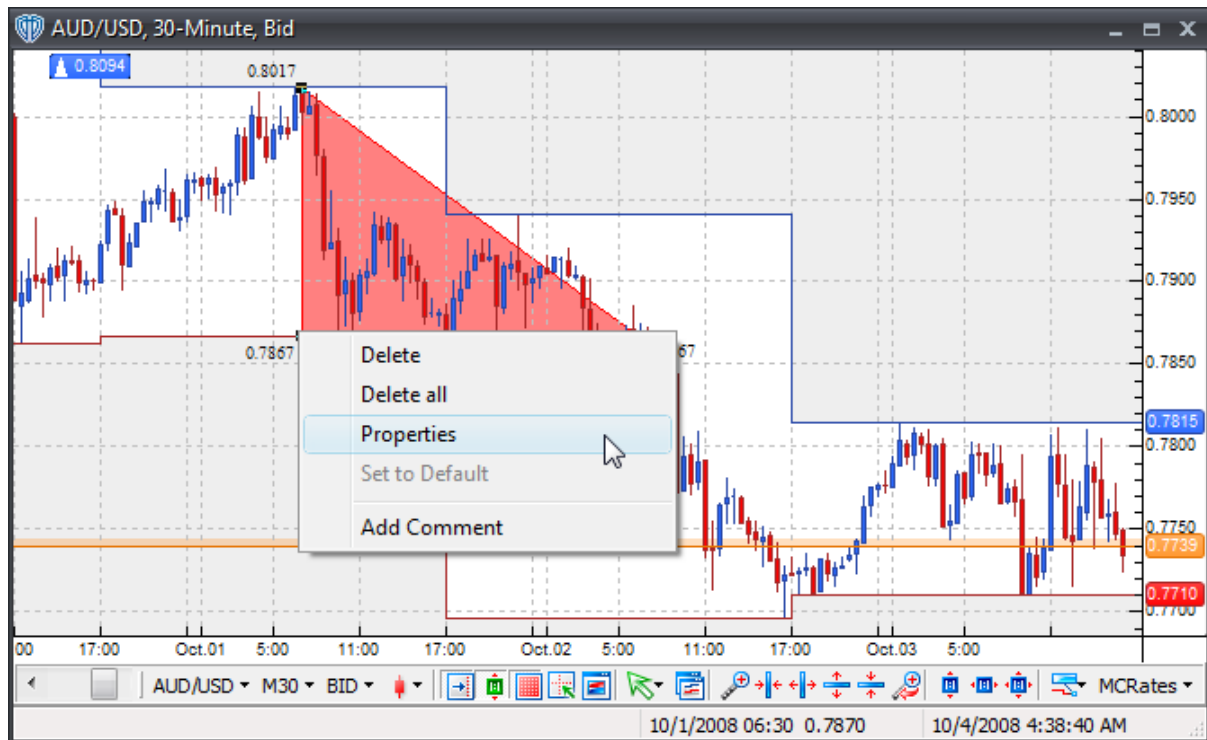 AUD/USD, 30-Minute, Bid
0.8094
0.8017
0.8000
0.7950
0.7900
0.7867
67
0.7850
0.7815
0.7800
0.7750
0.7739
0.7710
0.7700
Delete
Delete all
Properties
Set to Default
Add Comment
00 17:00 Oct.01 5:00 11:00 17:00 Oct.02 5:00 11:00 17:00 Oct.03 5:00
AUD/USD M30 BID MCRates
10/1/2008 06:30 0.7870 10/4/2008 4:38:40 AM